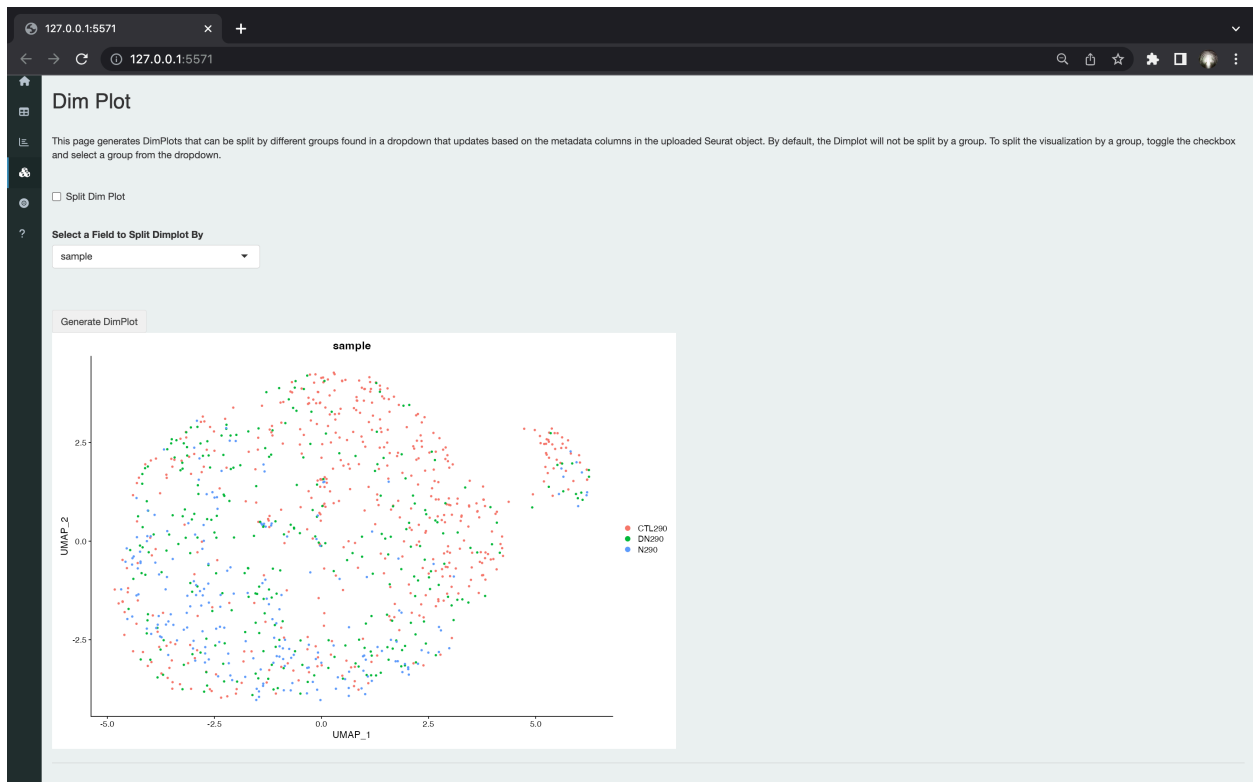 127.0.0.1:5571
127.0.0.1:5571
Dim Plot
This page generates DimPlots that can be split by different groups found in a dropdown that updates based on the metadata columns in the uploaded Seurat object. By default, the Dimplot will not be split by a group. To split the visualization by a group, toggle the checkbox
and select a group from the dropdown.
Split Dim Plot
?
Select a Field to Split Dimplot By
sample
Generate DimPlot
sample
2.5
0.0
-2.5
UMAP_2
CTL290
DN290
N290
-5.0 -2.5 0.0 2.5 5.0
UMAP_1